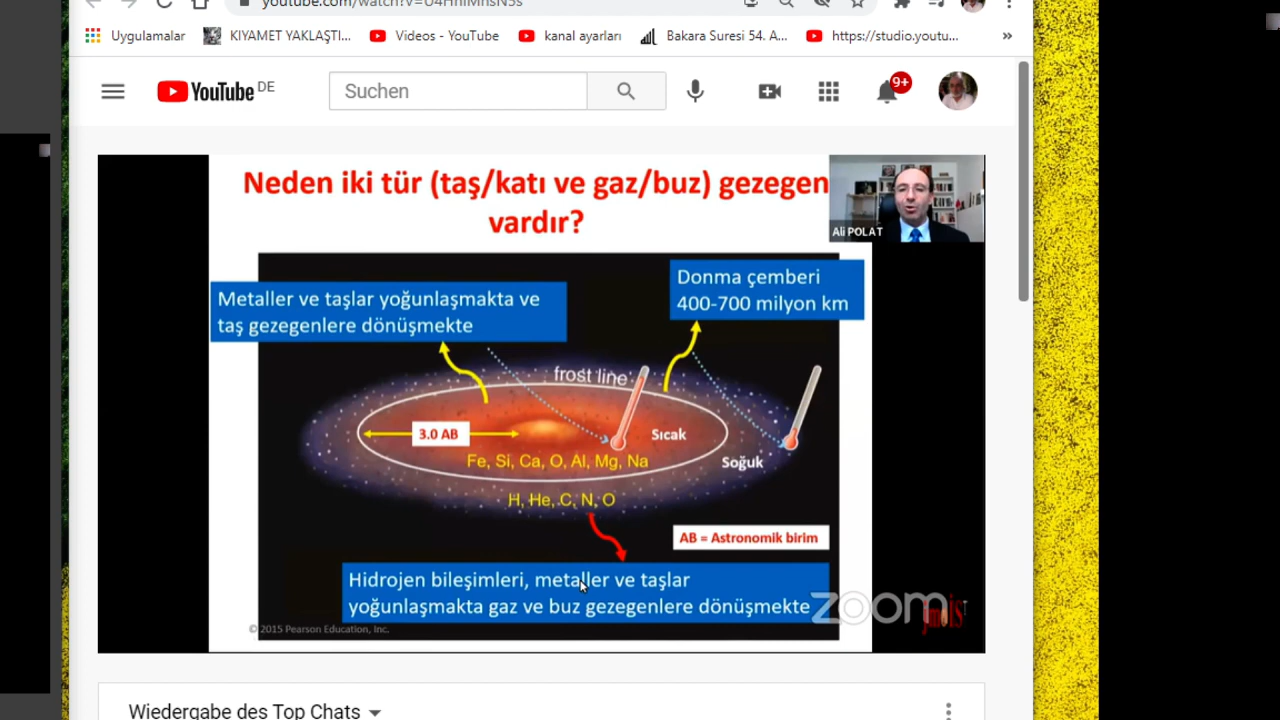 youtube.com/watch?v=
Uygulamalar KIYAMET YAKLAŞTI... Videos - YouTube kanal ayarları Bakara Suresi 54. A... https://studio.youtu... »
YouTube DE Suchen 9+
Neden iki tür (taş/katı ve gaz/buz) gezegen
vardır?
Ali POLAT
Donma çemberi
400-700 milyon km
Metaller ve taşlar yoğunlaşmakta ve
taş gezegenlere dönüşmekte
frost line
3.0 AB
Sıcak
Soğuk
Fe, Si, Ca, O, Al, Mg, Na
H, He, C, N, O
AB = Astronomik birim
Hidrojen bileşimleri, metaller ve taşlar
yoğunlaşmakta gaz ve buz gezegenlere dönüşmekte
zoom
© 2015 Pearson Education, Inc.
Wiedergabe des Top Chats